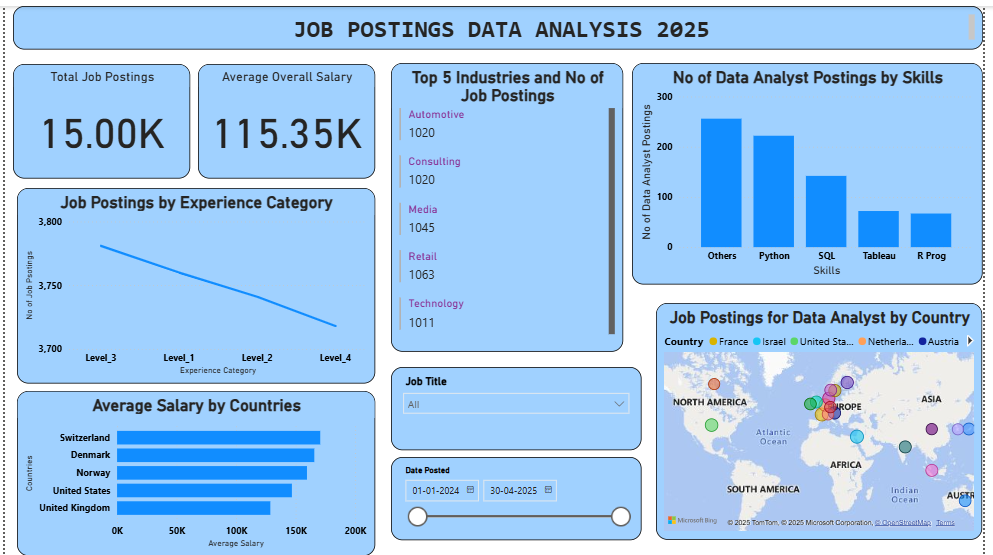 JOB POSTINGS DATA ANALYSIS 2025
Total Job Postings
15.00K
Average Overall Salary
115.35K
Job Postings by Experience Category
3,800
3,750
3,700
No of Job Psotings
Level_3 Level_1 Level_2 Level_4
Experience Category
Average Salary by Countries
Countries
Switzerland
Denmark
Norway
United States
United Kingdom
0K 50K 100K 150K 200K
Average Salary
Top 5 Industries and No of
Job Postings
Automotive
1020
Consulting
1020
Media
1045
Retail
1063
Technology
1011
Job Title
All
Date Posted
01-01-2024 30-04-2025
No of Data Analyst Postings by Skills
No of Data Analyst Postings
300
200
100
0
Others Python SQL Tableau R Prog
Skills
Job Postings for Data Analyst by Country
Country France Israel United Sta... Netherla... Austria
NORTH AMERICA
EUROPE
ASIA
Atlantic
Ocean
AFRICA
SOUTH AMERICA
Indian
Ocean
AUSTR
Microsoft Bing
© 2025 TomTom, © 2025 Microsoft Corporation, © OpenStreetMap Terms